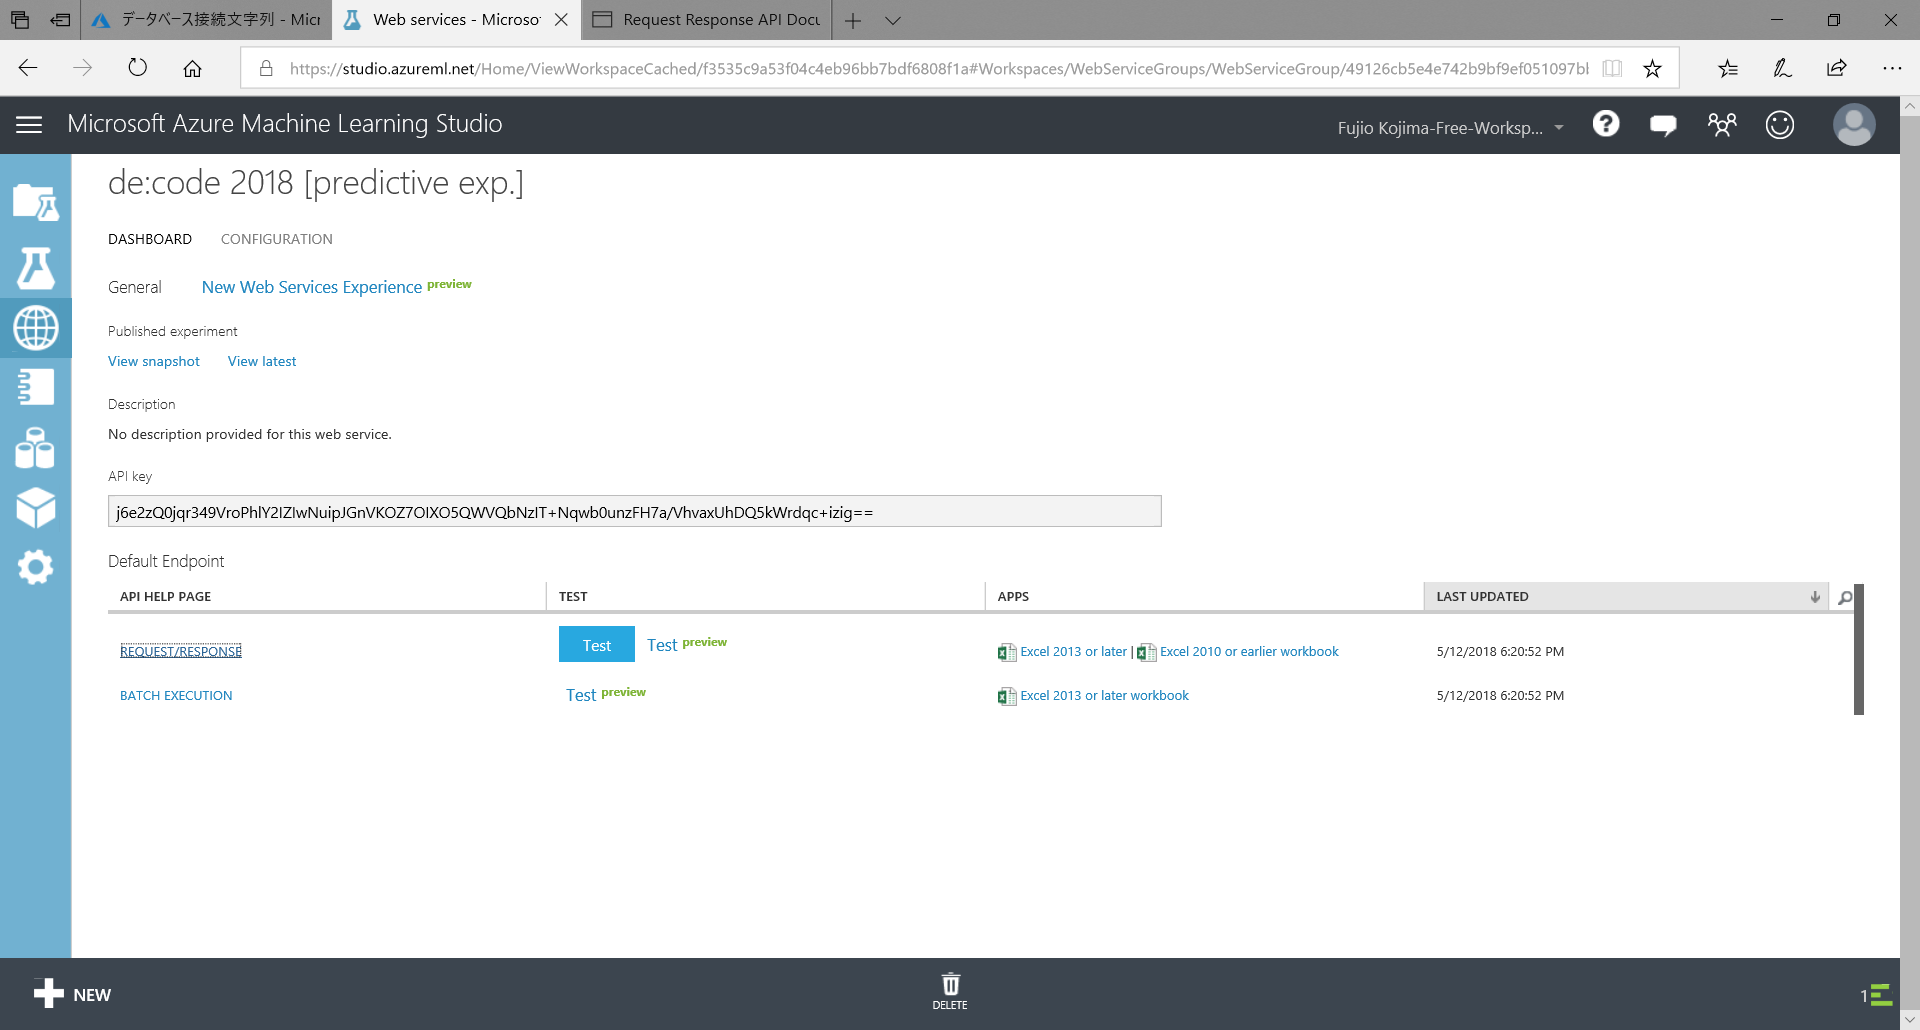 データベース接続文字列 - Micr
Web services - Microso
Request Response API Docu
https://studio.azureml.net/Home/ViewWorkspaceCached/f3535c9a53f04c4eb96bb7bdf6808f1a#Workspaces/WebServiceGroups/WebServiceGroup/49126cb5e4e742b9bf9ef051097bb
Microsoft Azure Machine Learning Studio
Fujio Kojima-Free-Worksp...
de:code 2018 [predictive exp.]
DASHBOARD CONFIGURATION
General New Web Services Experience preview
Published experiment
View snapshot View latest
Description
No description provided for this web service.
API key
j6e2zQ0jqr349VroPhlY2IZIwNuipJGnVKOZ7OIXO5QWVQbNzIT+Nqwb0unzFH7a/VhvaxUhDQ5kWrdqc+izig==
Default Endpoint
API HELP PAGE TEST APPS LAST UPDATED
REQUEST/RESPONSE Test Test preview Excel 2013 or later | Excel 2010 or earlier workbook 5/12/2018 6:20:52 PM
BATCH EXECUTION Test preview Excel 2013 or later workbook 5/12/2018 6:20:52 PM
NEW
DELETE
1